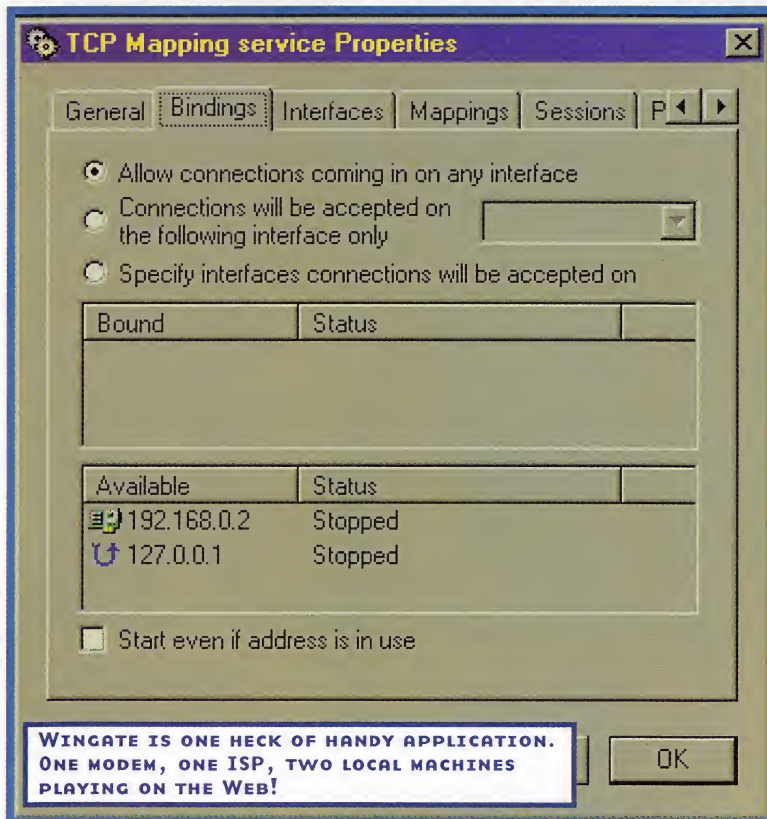 TCP Mapping service Properties
General Bindings Interfaces Mappings Sessions P
Allow connections coming in on any interface
Connections will be accepted on
the following interface only
Specify interfaces connections will be accepted on
Bound Status
Available Status
192.168.0.2 Stopped
127.0.0.1 Stopped
Start even if address is in use
OK
WINGATE IS ONE HECK OF HANDY APPLICATION.
ONE MODEM, ONE ISP, TWO LOCAL MACHINES
PLAYING ON THE WEB!